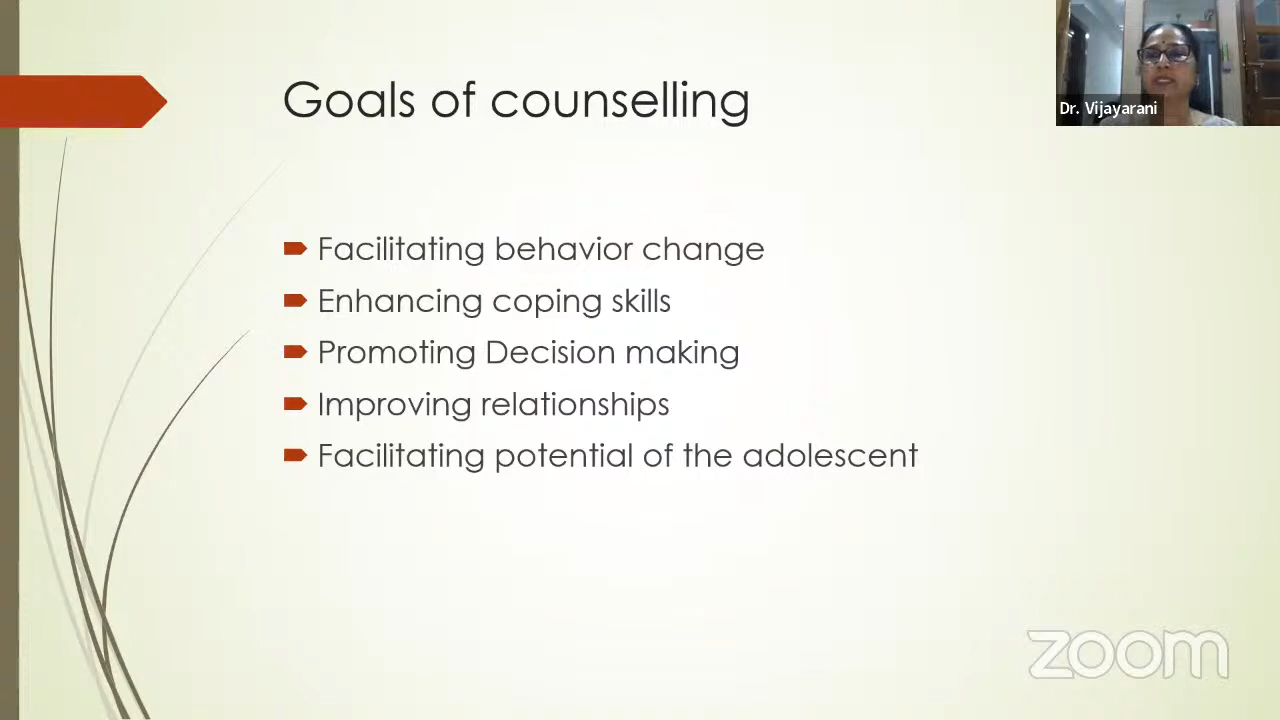 Goals of counselling
Dr. Vijayarani
Facilitating behavior change
Enhancing coping skills
Promoting Decision making
Improving relationships
Facilitating potential of the adolescent
zoom